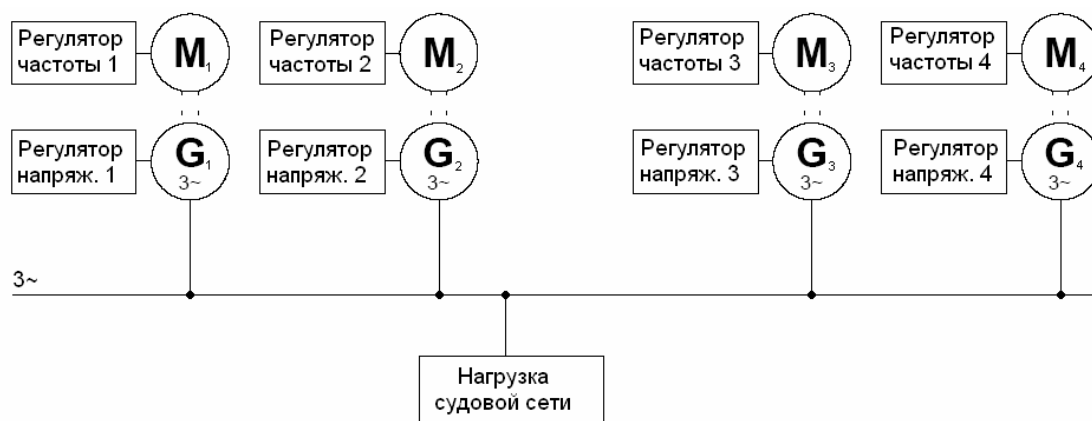 Регулятор
частоты 1
M1
Регулятор
частоты 2
M2
Регулятор
частоты 3
M3
Регулятор
частоты 4
M4
Регулятор
напряж. 1
G1
3~
Регулятор
напряж. 2
G2
Регулятор
напряж. 3
G3
3~
Регулятор
напряж. 4
G4
3~
3~
Нагрузка
судовой сети